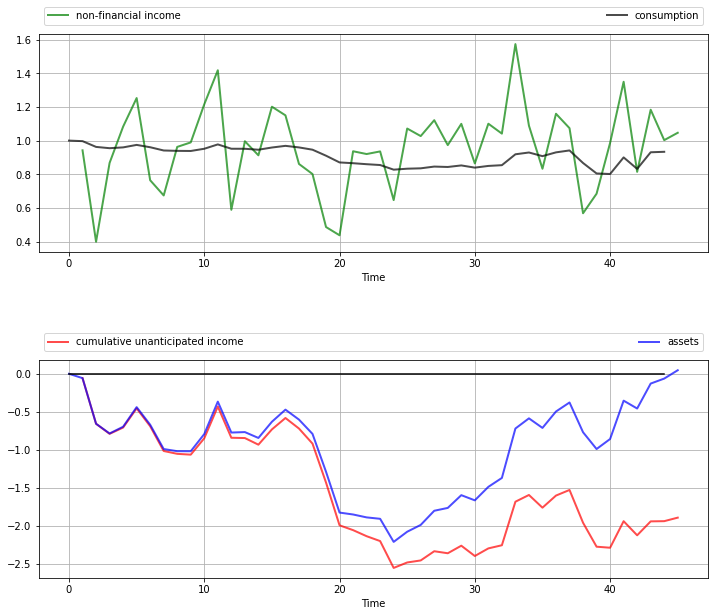 non-financial income consumption
1.6
1.4
1.2
1.0
0.8
0.6
0.4
0 10 20 30 40
Time
cumulative unanticipated income assets
0.0
−0.5
−1.0
−1.5
−2.0
−2.5
0 10 20 30 40
Time